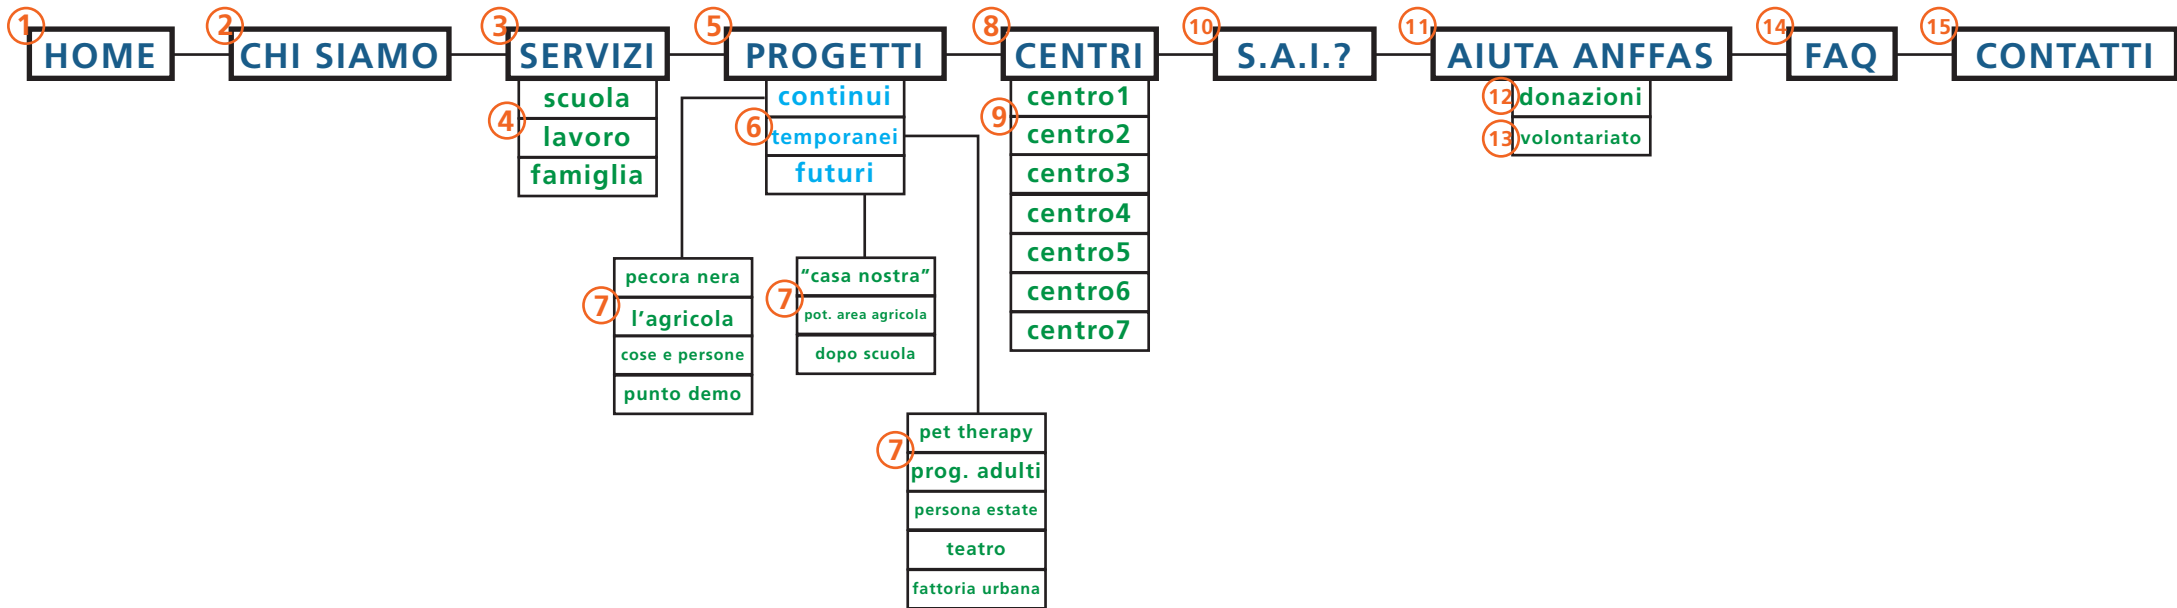 1 HOME
2 CHI SIAMO
3 SERVIZI
5 PROGETTI
8 CENTRI
10 S.A.I.?
11 AIUTA ANFFAS
14 FAQ
15 CONTATTI
4
scuola
lavoro
famiglia
6
continui
temporanei
futuri
9
centro1
centro2
centro3
centro4
centro5
centro6
centro7
12 donazioni
13 volontariato
7
pecora nera
l’agricola
cose e persone
punto demo
7
“casa nostra”
pot. area agricola
dopo scuola
7
pet therapy
prog. adulti
persona estate
teatro
fattoria urbana